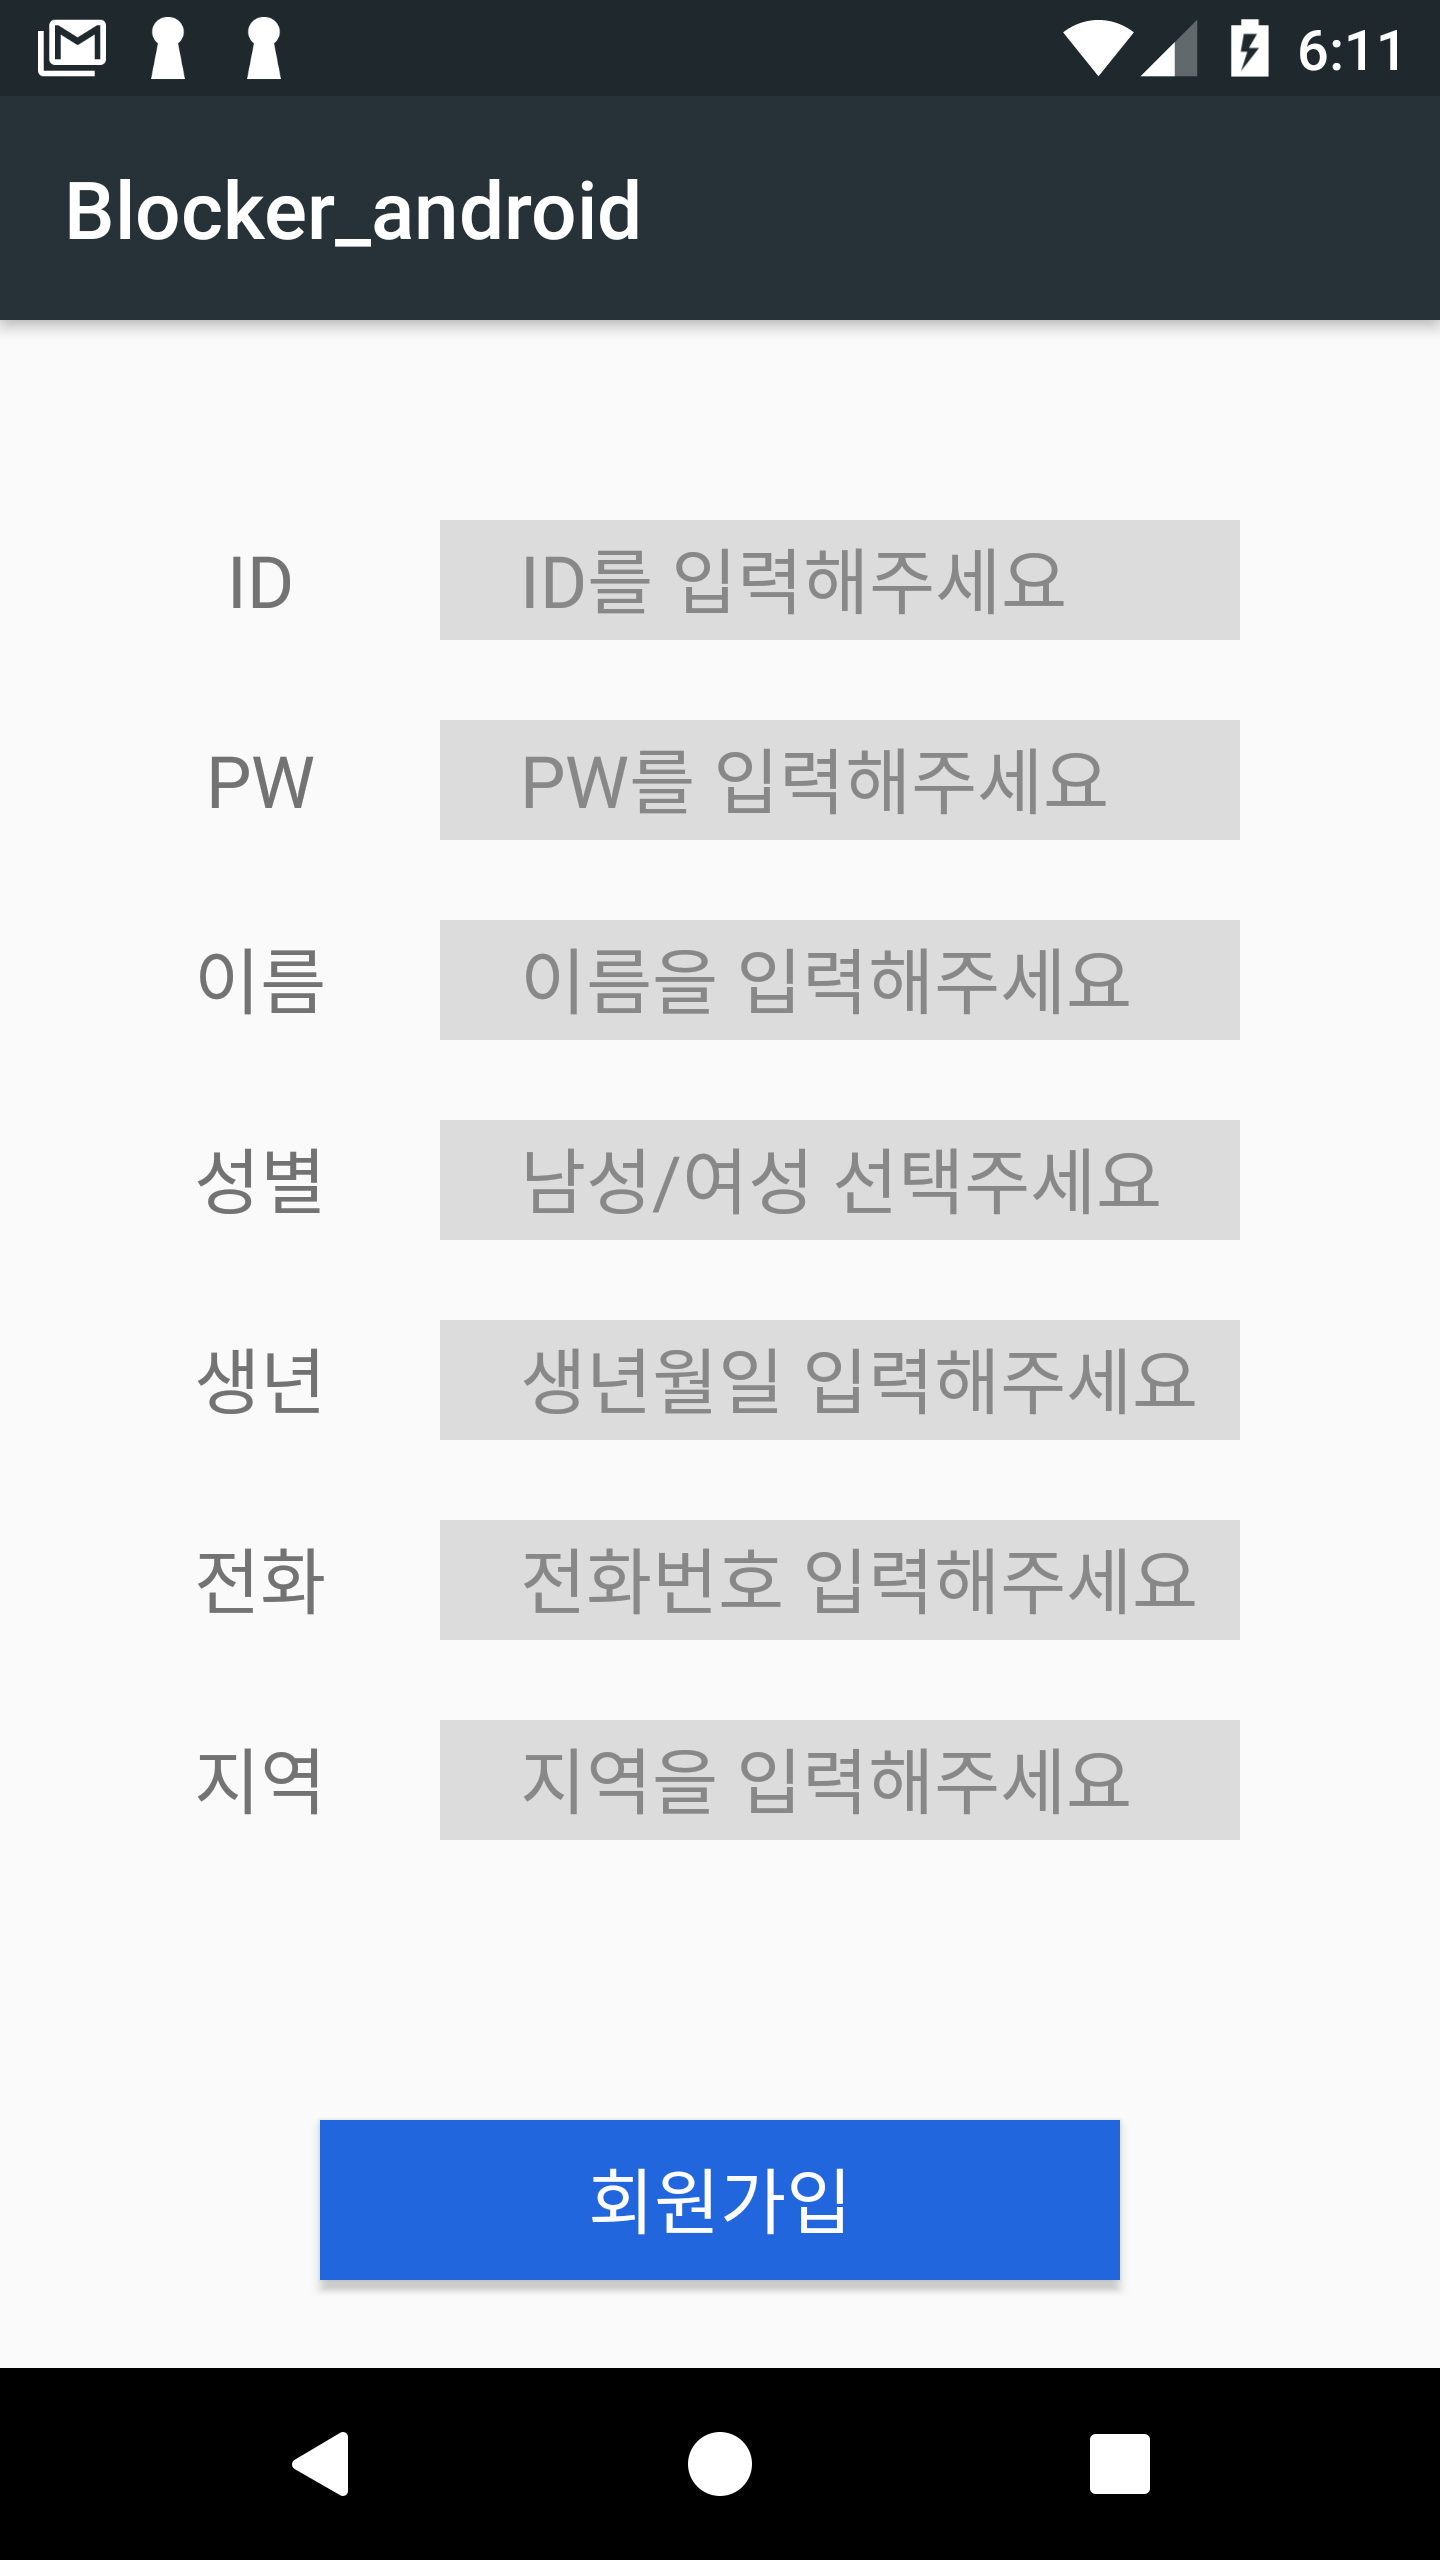 6:11
Blocker_android
ID ID를 입력해주세요
PW PW를 입력해주세요
이름 이름을 입력해주세요
성별 남성/여성 선택주세요
생년 생년월일 입력해주세요
전화 전화번호 입력해주세요
지역 지역을 입력해주세요
회원가입